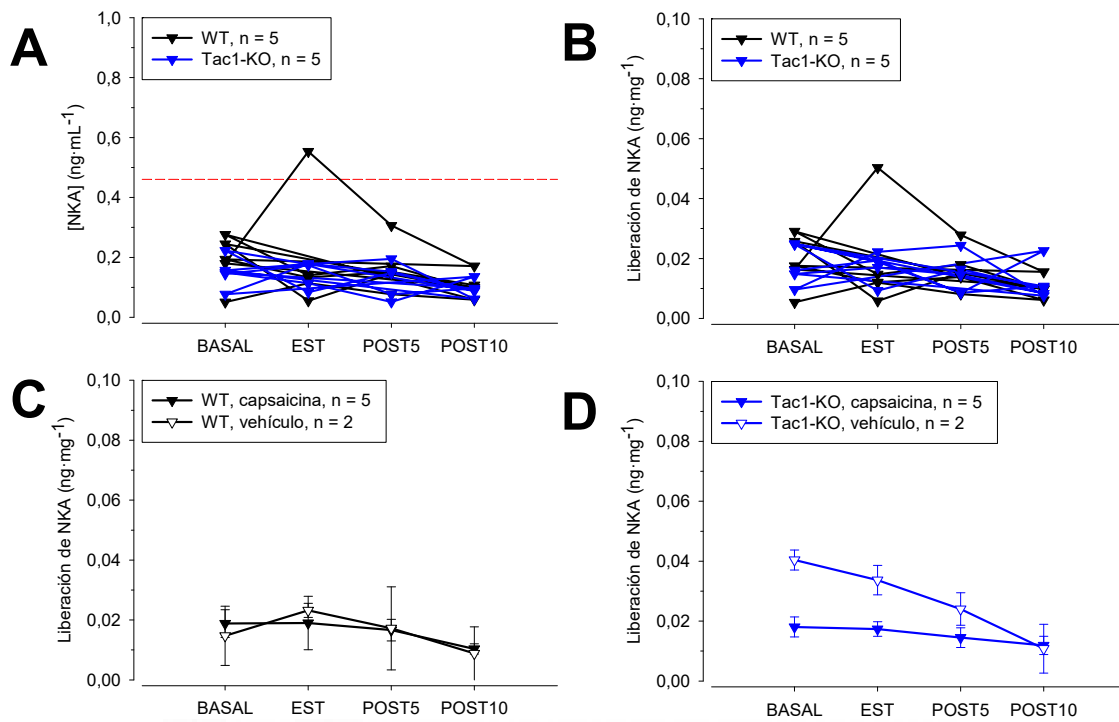 A
WT, n = 5
Tac1-KO, n = 5
[NKA] (ng·mL⁻¹)
1,0
0,8
0,6
0,4
0,2
0,0
BASAL EST POST5 POST10
B
WT, n = 5
Tac1-KO, n = 5
Liberación de NKA (ng·mg⁻¹)
0,10
0,08
0,06
0,04
0,02
0,00
BASAL EST POST5 POST10
C
WT, capsaicina, n = 5
WT, vehículo, n = 2
Liberación de NKA (ng·mg⁻¹)
0,10
0,08
0,06
0,04
0,02
0,00
BASAL EST POST5 POST10
D
Tac1-KO, capsaicina, n = 5
Tac1-KO, vehículo, n = 2
Liberación de NKA (ng·mg⁻¹)
0,10
0,08
0,06
0,04
0,02
0,00
BASAL EST POST5 POST10